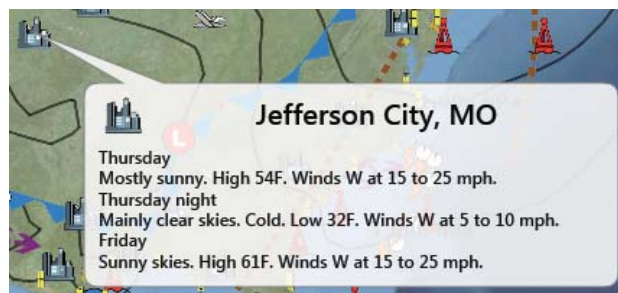 Jefferson City, MO
Thursday
Mostly sunny. High 54F. Winds W at 15 to 25 mph.
Thursday night
Mainly clear skies. Cold. Low 32F. Winds W at 5 to 10 mph.
Friday
Sunny skies. High 61F. Winds W at 15 to 25 mph.
L